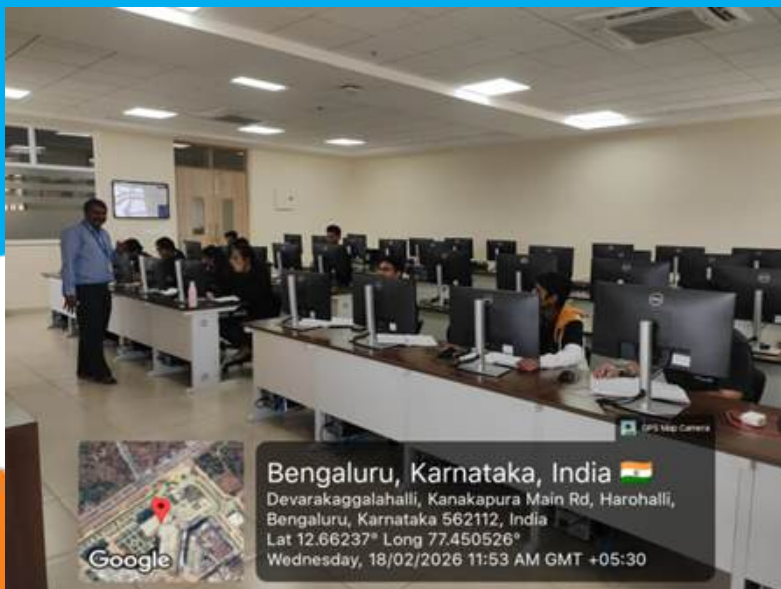 DELL
GPS Map Camera
Bengaluru, Karnataka, India
Devarakaggalahalli, Kanakapura Main Rd, Harohalli,
Bengaluru, Karnataka 562112, India
Lat 12.66237° Long 77.450526°
Wednesday, 18/02/2026 11:53 AM GMT +05:30
Google